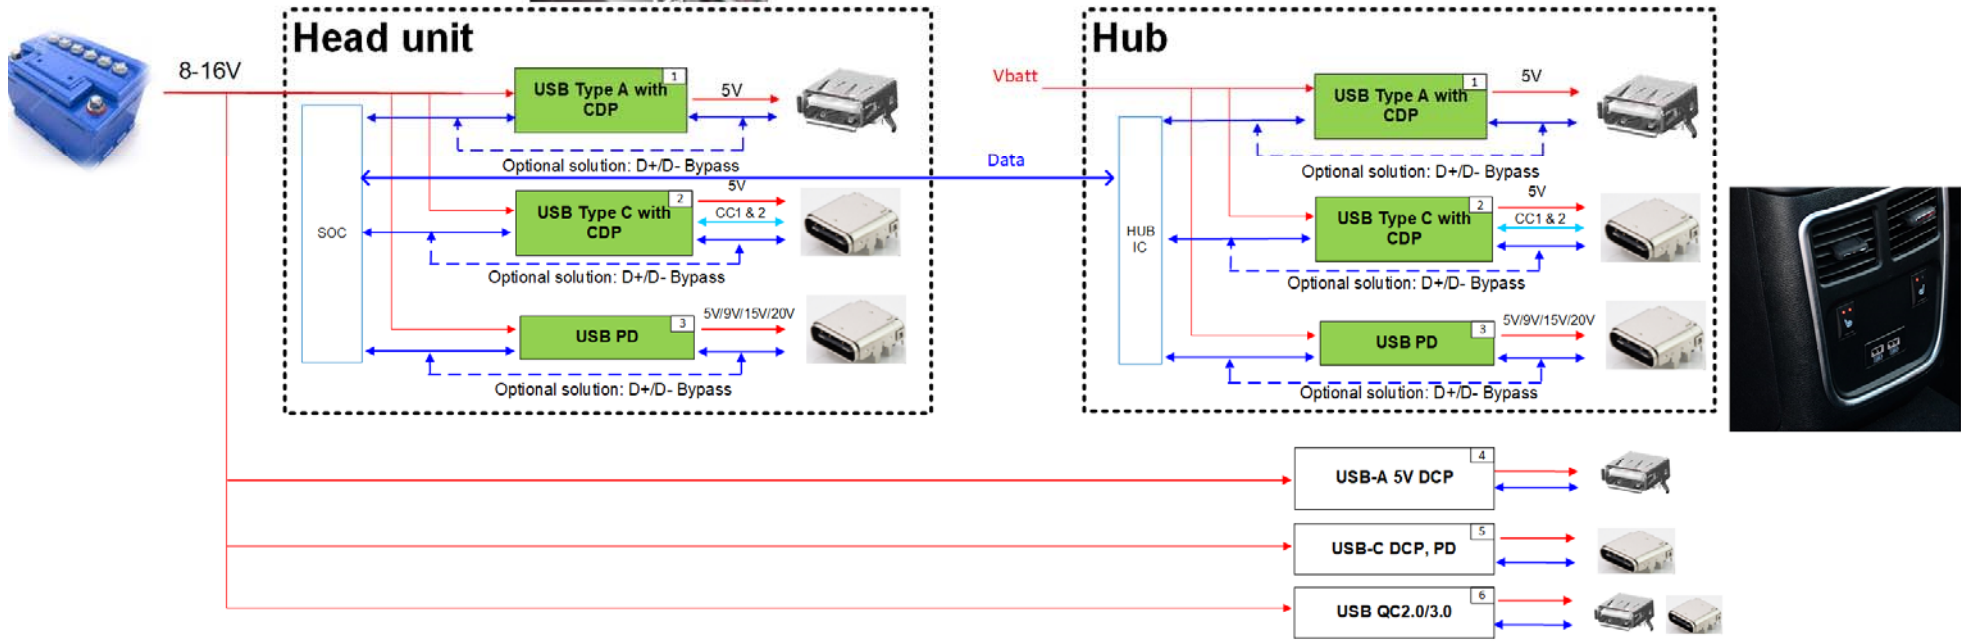 Head unit
Hub
8-16V
Vbatt
1
USB Type A with
CDP
5V
Optional solution: D+/D- Bypass
1
USB Type A with
CDP
5V
Optional solution: D+/D- Bypass
Data
SOC
2
USB Type C with
CDP
5V
CC1 & 2
Optional solution: D+/D- Bypass
HUB
IC
2
USB Type C with
CDP
5V
CC1 & 2
Optional solution: D+/D- Bypass
3
USB PD
5V/9V/15V/20V
Optional solution: D+/D- Bypass
3
USB PD
5V/9V/15V/20V
Optional solution: D+/D- Bypass
4
USB-A 5V DCP
5
USB-C DCP, PD
6
USB QC2.0/3.0